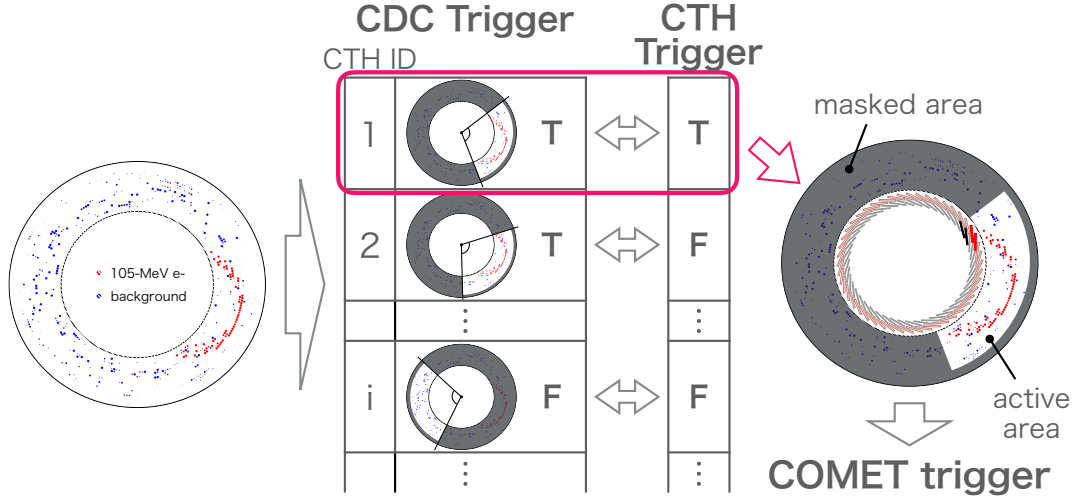 CDC Trigger
CTH
Trigger
CTH ID
1
T
T
masked area
2
T
F
105-MeV e-
background
i
F
F
active
area
COMET trigger